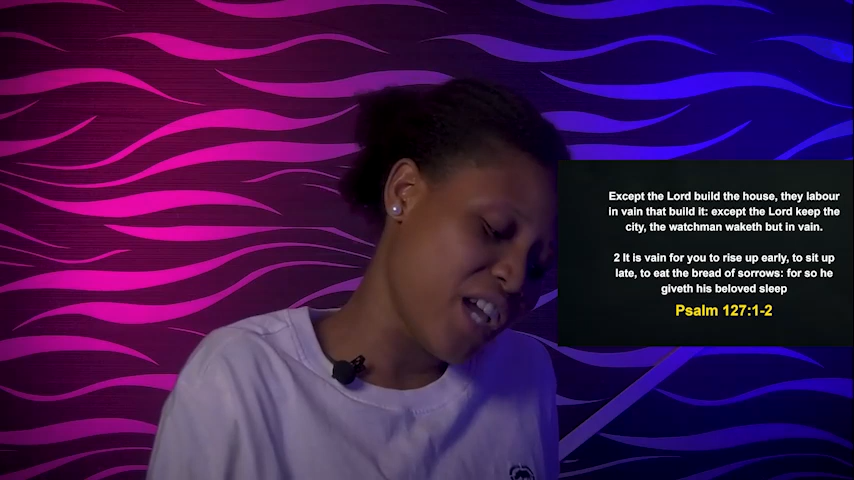 Except the Lord build the house, they labour
in vain that build it: except the Lord keep the
city, the watchman waketh but in vain.
2 It is vain for you to rise up early, to sit up
late, to eat the bread of sorrows: for so he
giveth his beloved sleep
Psalm 127:1-2